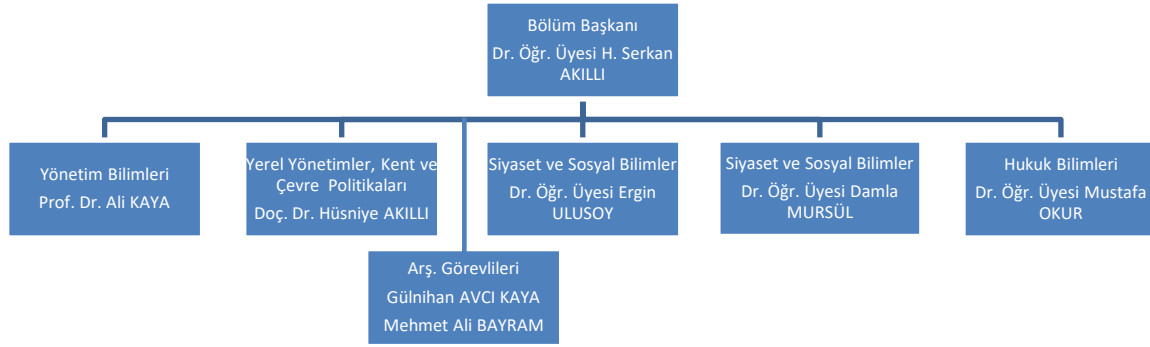 Bölüm Başkanı
Dr. Öğr. Üyesi H. Serkan
AKILLI
Yönetim Bilimleri
Prof. Dr. Ali KAYA
Yerel Yönetimler, Kent ve
Çevre Politikaları
Doç. Dr. Hüsniye AKILLI
Siyaset ve Sosyal Bilimler
Dr. Öğr. Üyesi Ergin
ULUSOY
Siyaset ve Sosyal Bilimler
Dr. Öğr. Üyesi Damla
MURSÜL
Hukuk Bilimleri
Dr. Öğr. Üyesi Mustafa
OKUR
Arş. Görevlileri
Gülnihan AVCI KAYA
Mehmet Ali BAYRAM